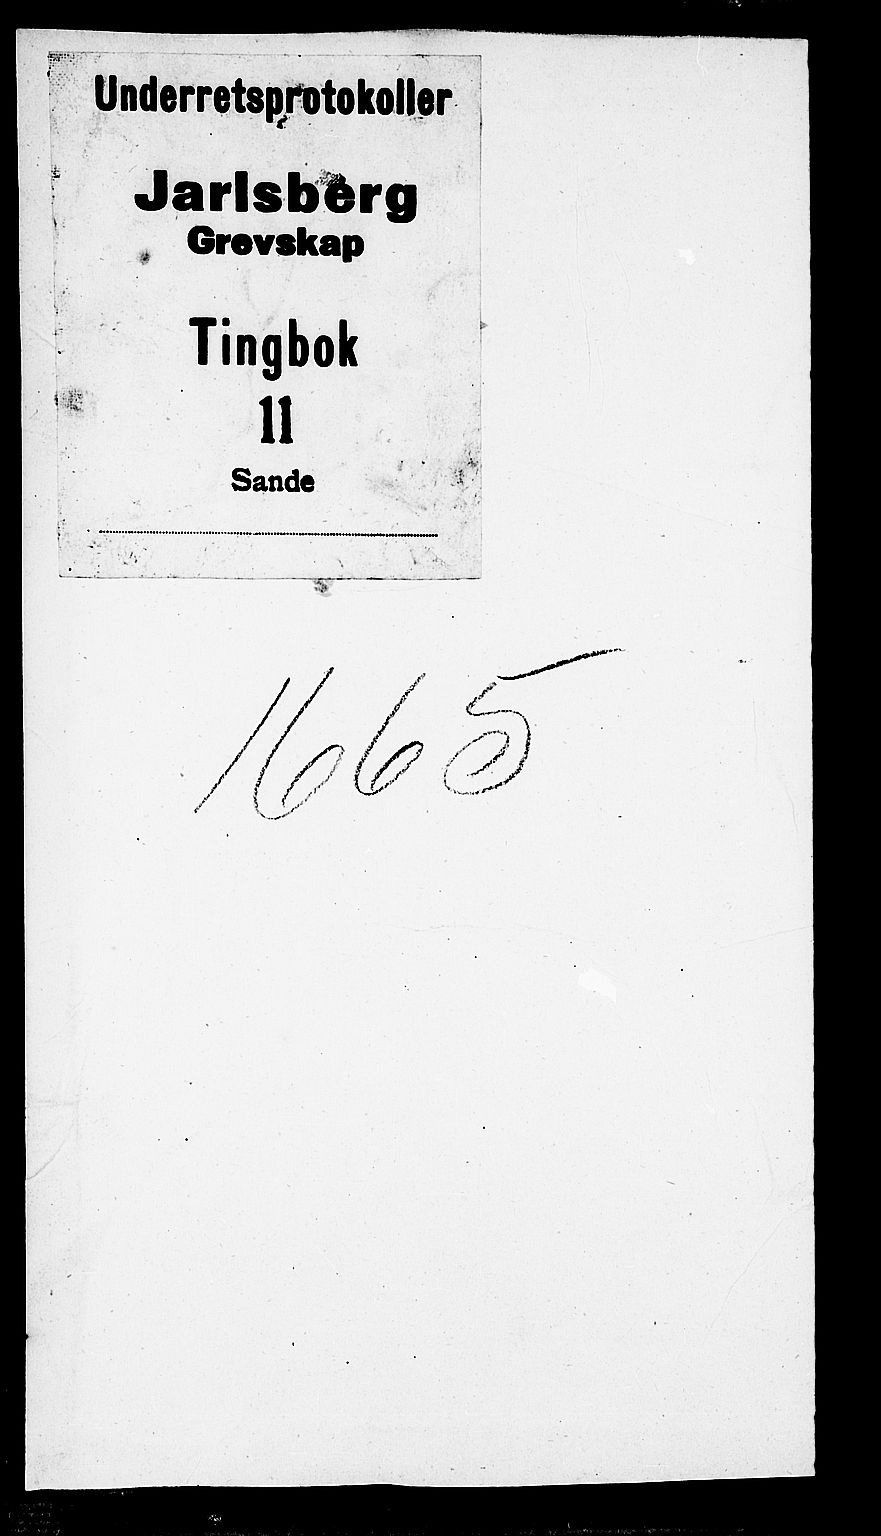 Underretsprotokoller
Jarlsberg
Grevskap
Tingbok
11
Sande
1665